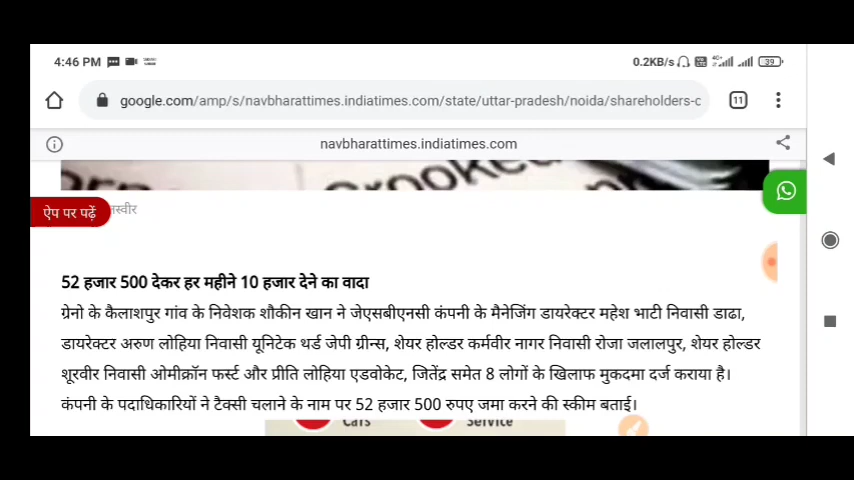 4:46 PM
0.2KB/s
4G+
39
google.com/amp/s/navbharattimes.indiatimes.com/state/uttar-pradesh/noida/shareholders-c
11
navbharattimes.indiatimes.com
Crooked
ऐप पर पढ़ें
स्वीर
52 हजार 500 देकर हर महीने 10 हजार देने का वादा
ग्रेनो के कैलाशपुर गांव के निवेशक शौकीन खान ने जेएसबीएनसी कंपनी के मैनेजिंग डायरेक्टर महेश भाटी निवासी डाढा,
डायरेक्टर अरुण लोहिया निवासी यूनिटेक थर्ड जेपी ग्रीन्स, शेयर होल्डर कर्मवीर नागर निवासी रोजा जलालपुर, शेयर होल्डर
शूरवीर निवासी ओमीक्रॉन फर्स्ट और प्रीति लोहिया एडवोकेट, जितेंद्र समेत 8 लोगों के खिलाफ मुकदमा दर्ज कराया है।
कंपनी के पदाधिकारियों ने टैक्सी चलाने के नाम पर 52 हजार 500 रुपए जमा करने की स्कीम बताई।
Cars Service